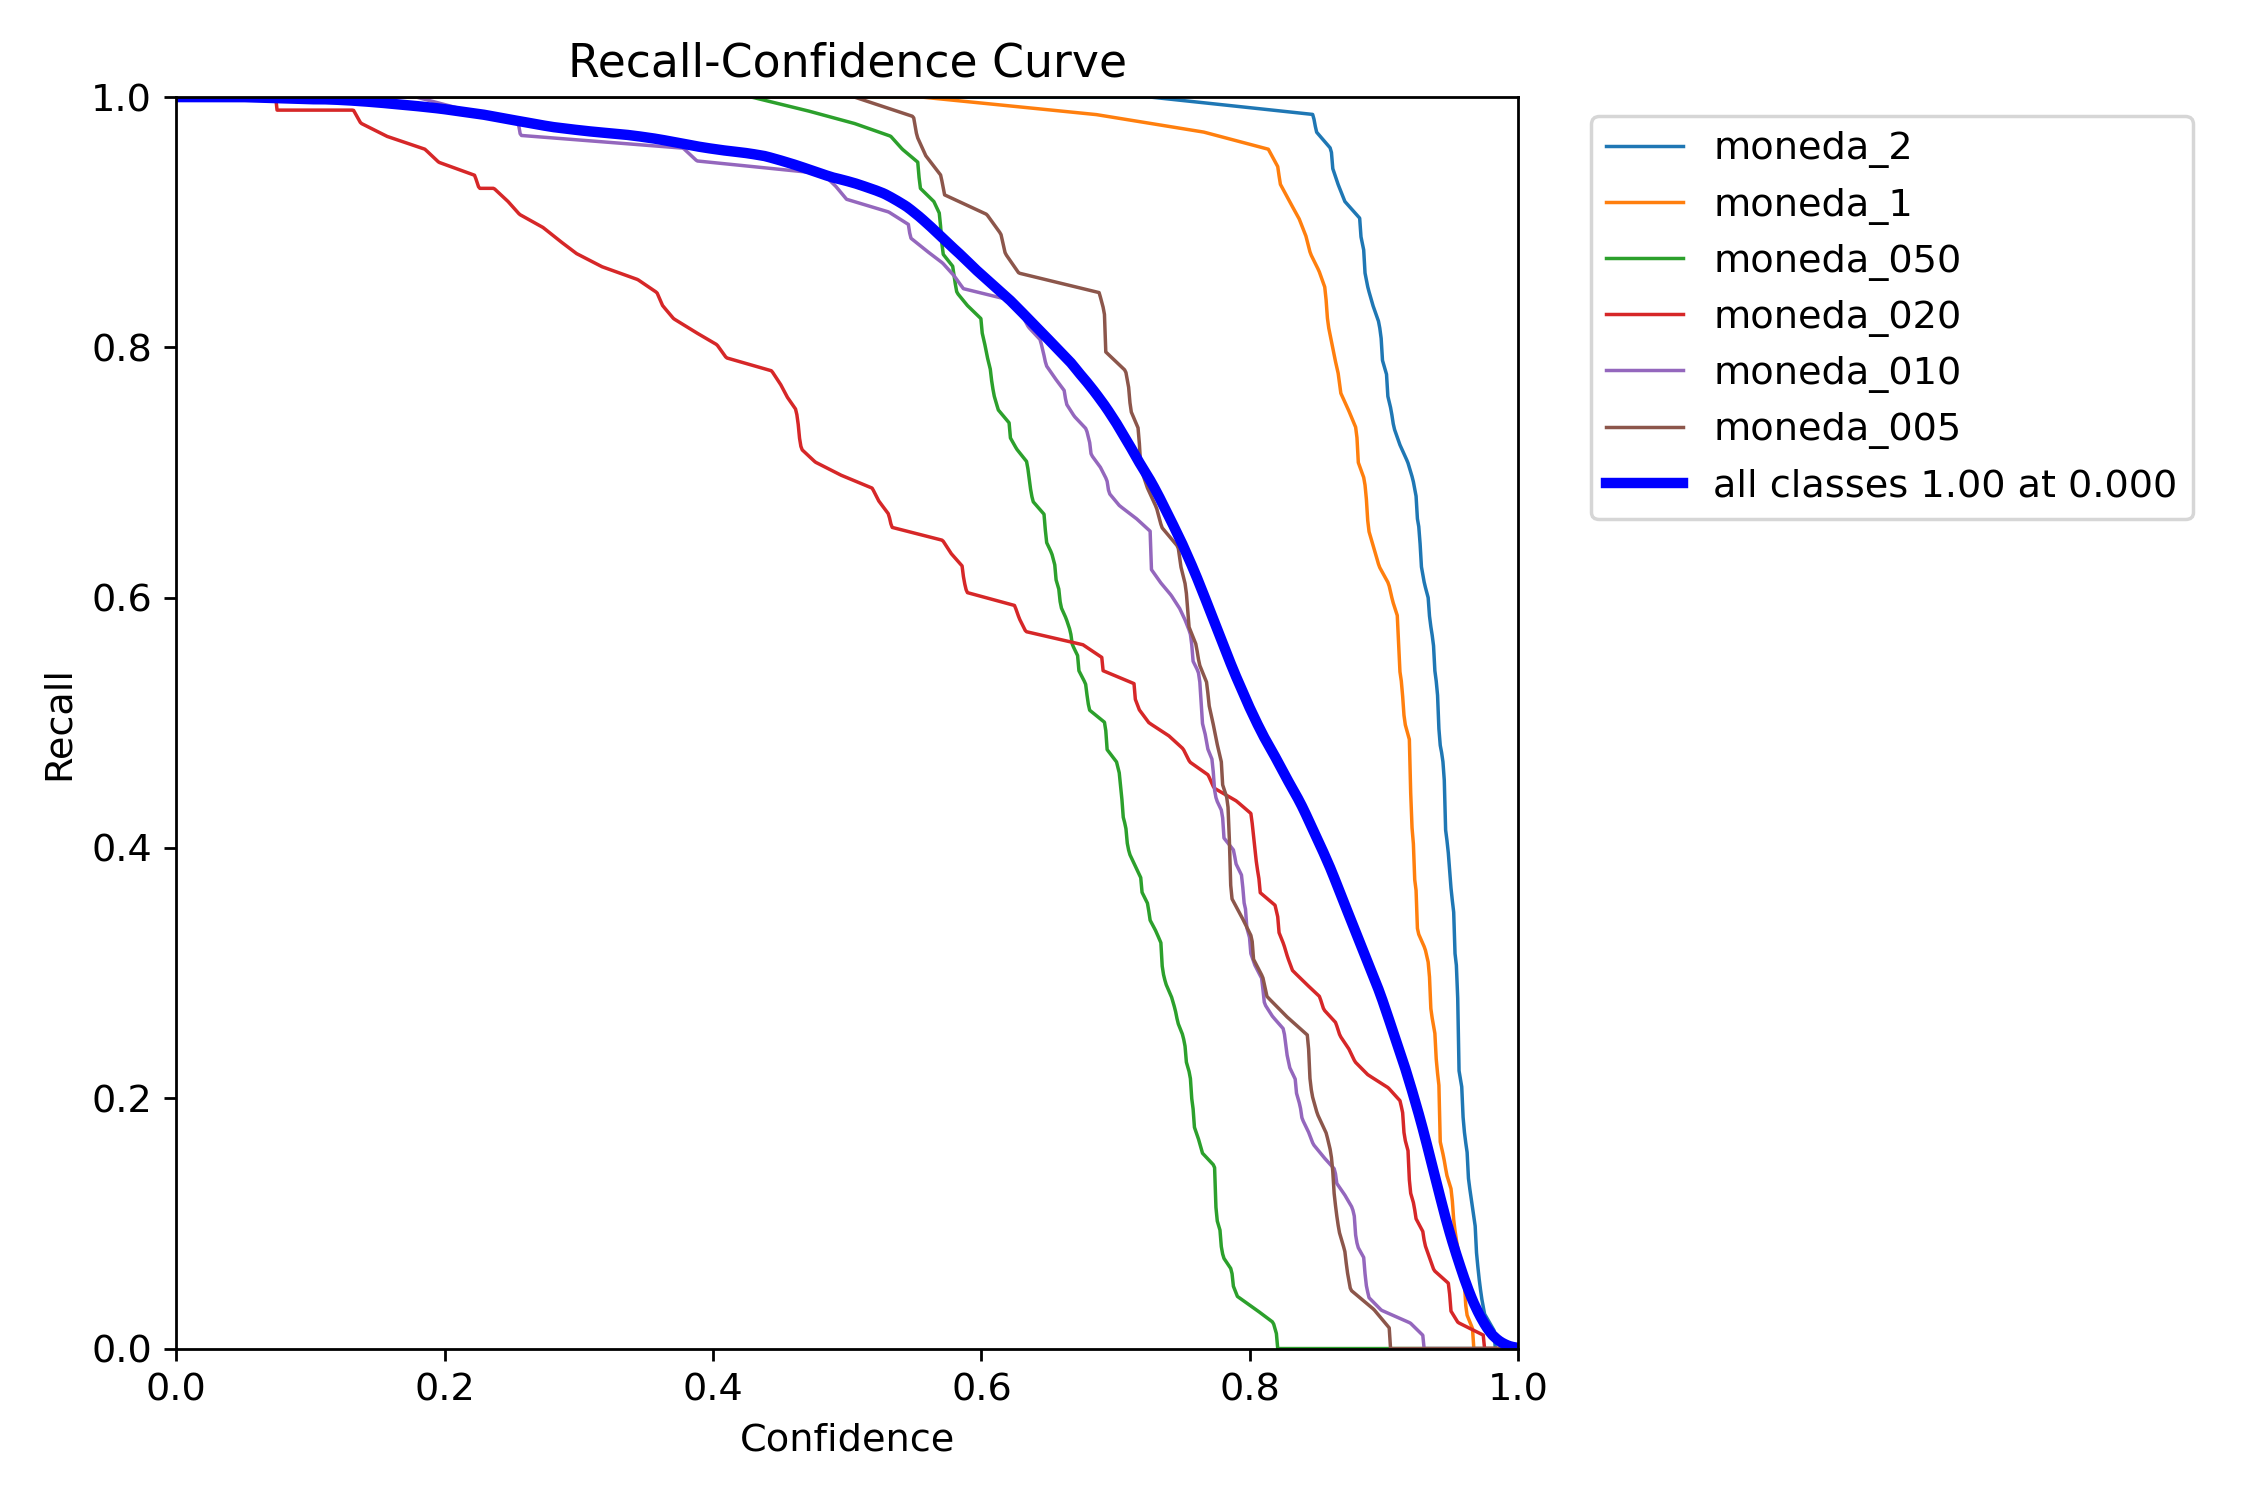 Recall-Confidence Curve
1.0
0.8
0.6
0.4
0.2
0.0
Recall
0.0 0.2 0.4 0.6 0.8 1.0
Confidence
moneda_2
moneda_1
moneda_050
moneda_020
moneda_010
moneda_005
all classes 1.00 at 0.000